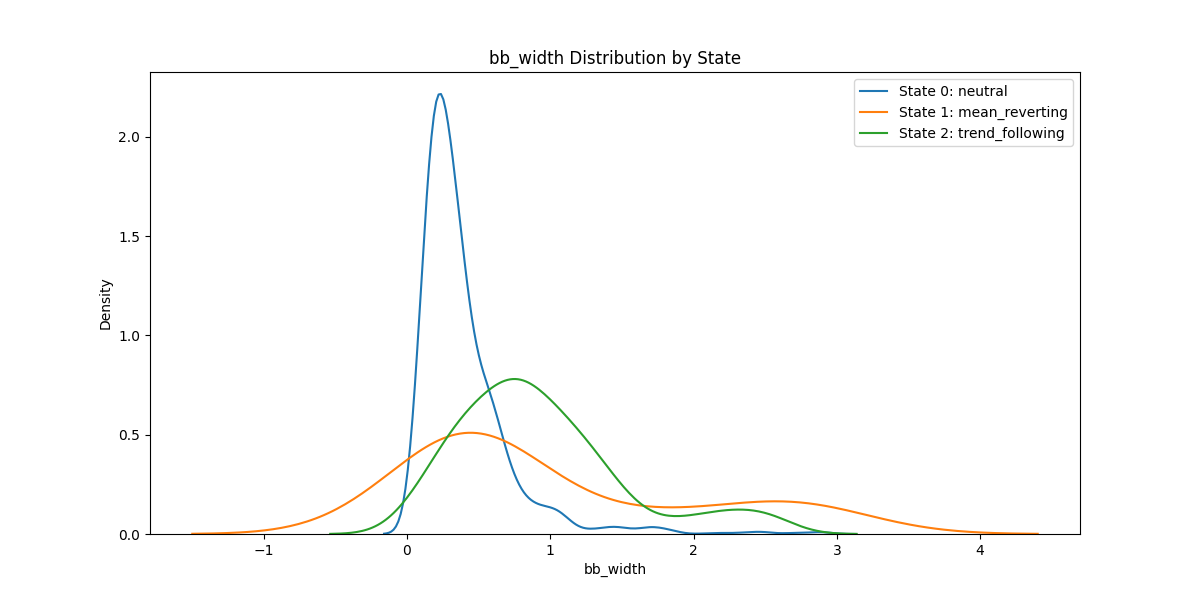 bb_width Distribution by State
State 0: neutral
State 1: mean_reverting
State 2: trend_following
Density
2.0
1.5
1.0
0.5
0.0
−1
0
1
2
3
4
bb_width